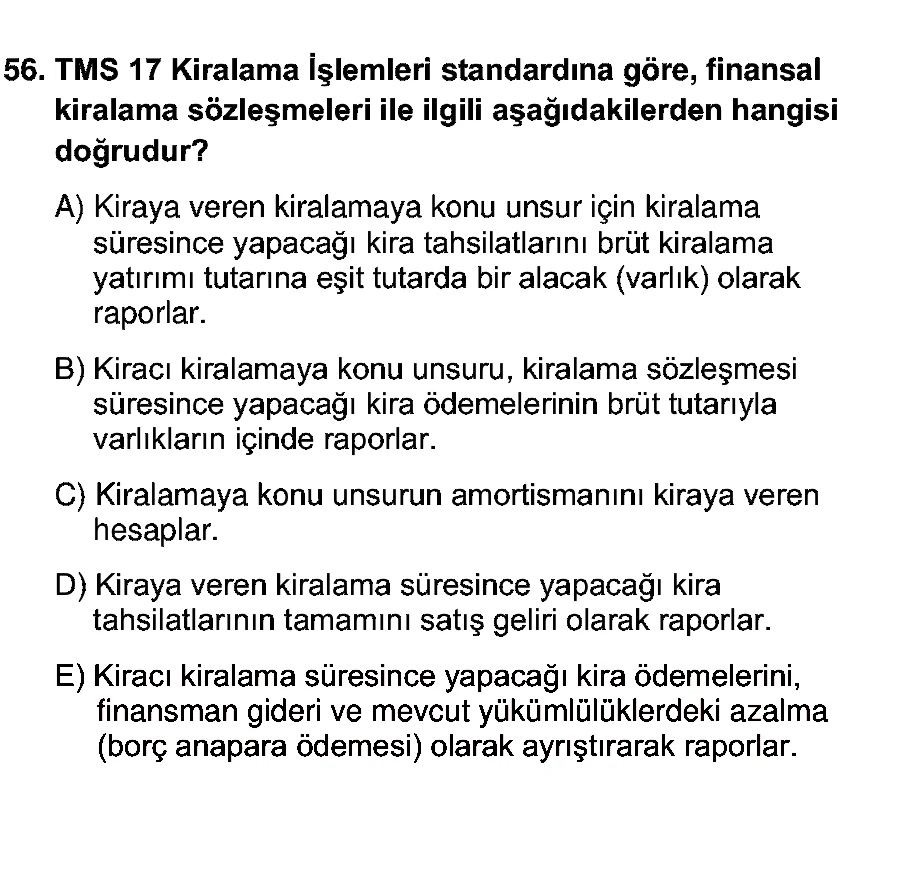 56. TMS 17 Kiralama İşlemleri standardına göre, finansal
kiralama sözleşmeleri ile ilgili aşağıdakilerden hangisi
doğrudur?
A) Kiraya veren kiralamaya konu unsur için kiralama
süresince yapacağı kira tahsilatlarını brüt kiralama
yatırımı tutarına eşit tutarda bir alacak (varlık) olarak
raporlar.
B) Kiracı kiralamaya konu unsuru, kiralama sözleşmesi
süresince yapacağı kira ödemelerinin brüt tutarıyla
varlıkların içinde raporlar.
C) Kiralamaya konu unsurun amortismanını kiraya veren
hesaplar.
D) Kiraya veren kiralama süresince yapacağı kira
tahsilatlarının tamamını satış geliri olarak raporlar.
E) Kiracı kiralama süresince yapacağı kira ödemelerini,
finansman gideri ve mevcut yükümlülüklerdeki azalma
(borç anapara ödemesi) olarak ayrıştırarak raporlar.